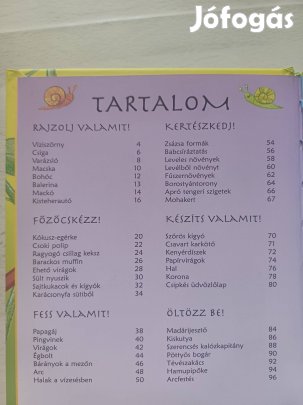 Jófogás
TARTALOM
RAJZOLJ VALAMIT!
Víziszörny 4
Csiga 6
Varázsló 8
Macska 10
Bohóc 12
Balerina 13
Mackó 14
Kisteherautó 16
FŐZŐCSKÉZZ!
Kókusz-egérke 20
Csoki polip 22
Ragyogó csillag keksz 24
Barackos muffin 26
Ehető virágok 28
Sült nyuszik 30
Sajtkukacok és kígyók 32
Karácsonyfa sütiből 34
FESS VALAMIT!
Papagáj 38
Pingvinek 40
Virágok 42
Égbolt 44
Bárányok a mezőn 46
Arc 48
Halak a vízesésben 50
KERTÉSZKEDJ!
Zsázsa formák 54
Babcsíráztatás 56
Leveles növények 58
Levélből növényt 60
Fűszernövények 62
Borostyántorony 64
Apró tengeri szigetek 66
Mohakert 67
KÉSZÍTS VALAMIT!
Szőrös kígyó 70
Csavart karkötő 71
Kenyérdíszek 72
Papírvirágok 74
Hal 76
Korona 78
Csipkés üdvözlőlap 80
ÖLTÖZZ BE!
Madárijesztő 84
Kiskutya 86
Szerencsés kalózkapitány 88
Pöttyös bogár 90
Tévészakács 92
Hamupipőke 94
Arcfestés 96